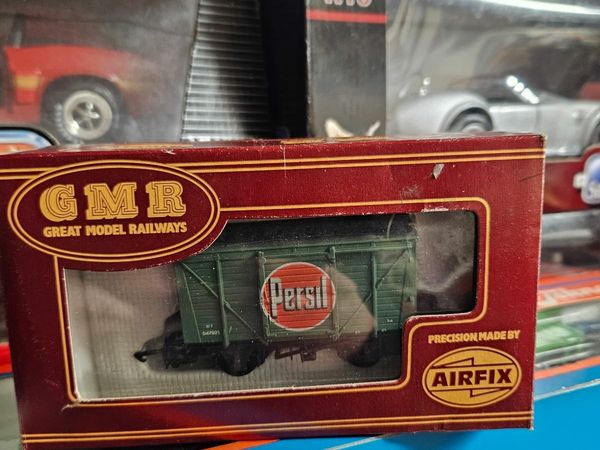 GMR
GREAT MODEL RAILWAYS
Persil
PRECISION MADE BY
AIRFIX